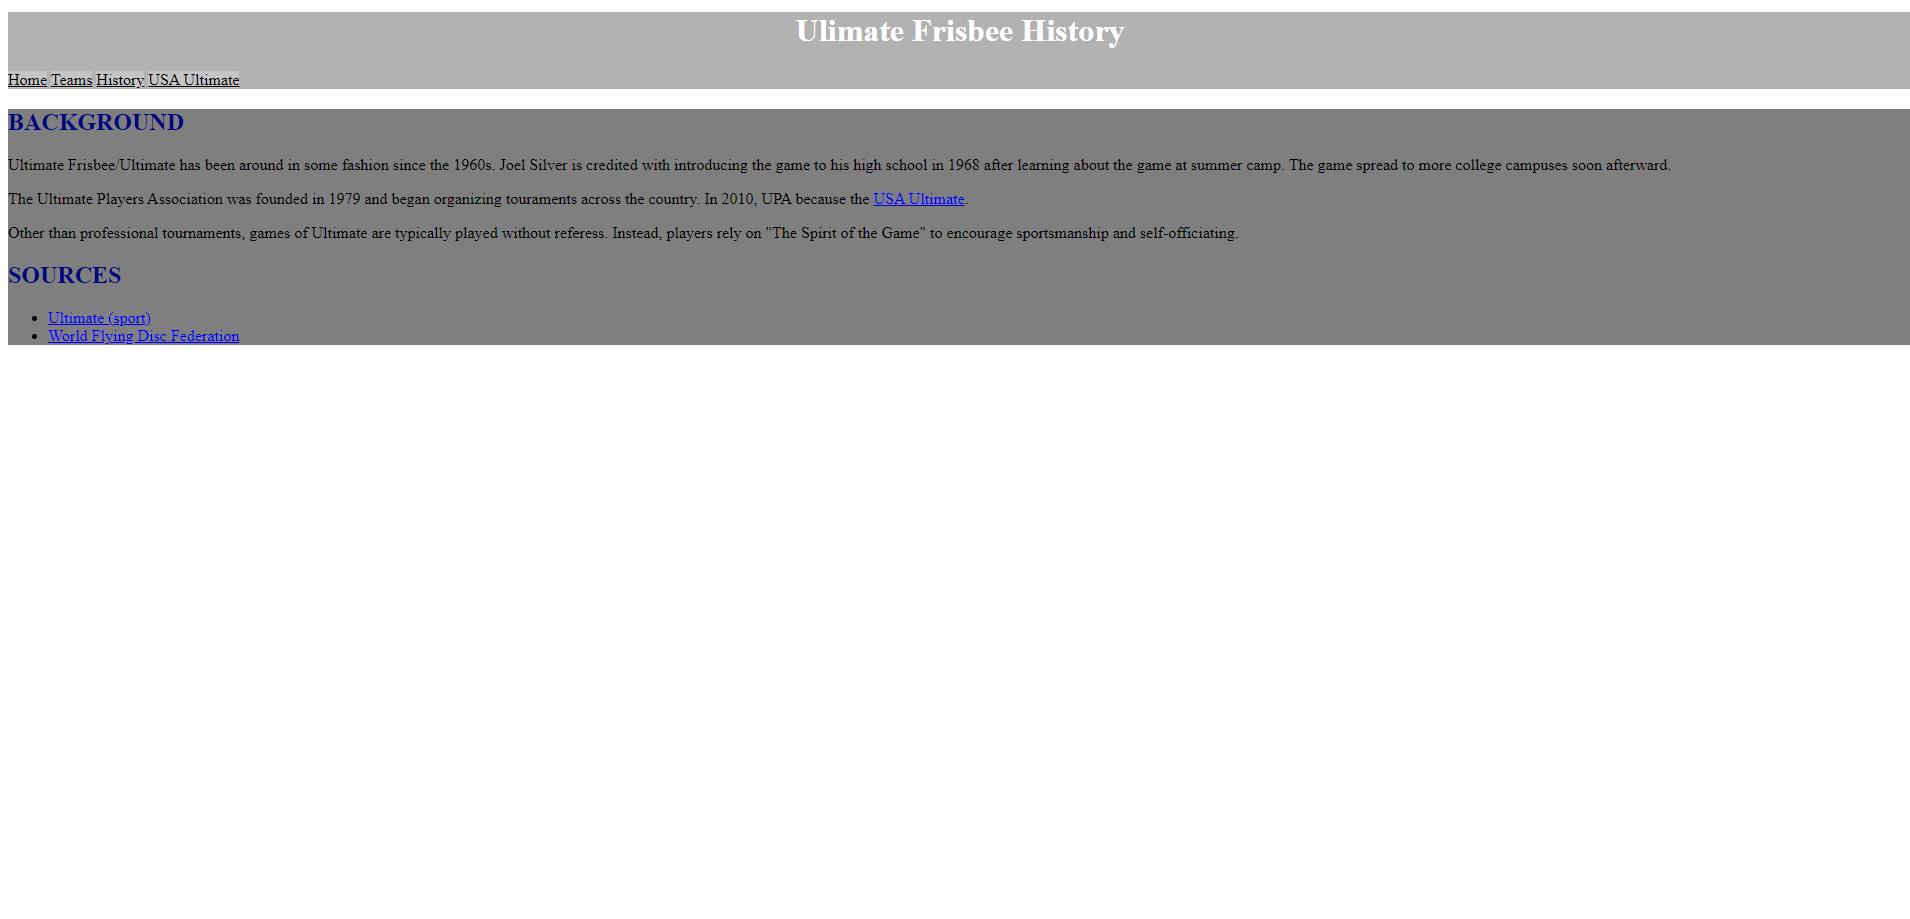 Ulimate Frisbee History
Home Teams History USA Ultimate
BACKGROUND
Ultimate Frisbee/Ultimate has been around in some fashion since the 1960s. Joel Silver is credited with introducing the game to his high school in 1968 after learning about the game at summer camp. The game spread to more college campuses soon afterward.
The Ultimate Players Association was founded in 1979 and began organizing touraments across the country. In 2010, UPA because the USA Ultimate.
Other than professional tournaments, games of Ultimate are typically played without referess. Instead, players rely on "The Spirit of the Game" to encourage sportsmanship and self-officiating.
SOURCES
• Ultimate (sport)
• World Flying Disc Federation